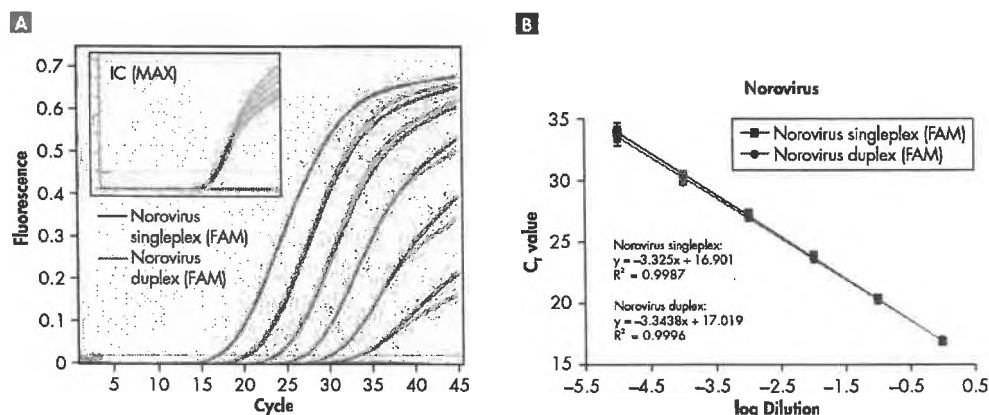 A
0.7
0.6
0.5
0.4
0.3
0.2
0.1
0
Fluorescence
IC (MAX)
Norovirus
singleplex (FAM)
Norovirus
duplex (FAM)
5 10 15 20 25 30 35 40 45
Cycle
B
Norovirus
35
30
25
20
15
C_T value
Norovirus singleplex (FAM)
Norovirus duplex (FAM)
Norovirus singleplex:
y = –3.325x + 16.901
R² = 0.9987
Norovirus duplex:
y = –3.3438x + 17.019
R² = 0.9996
–5.5 –4.5 –3.5 –2.5 –1.5 –0.5 0.5
log Dilution